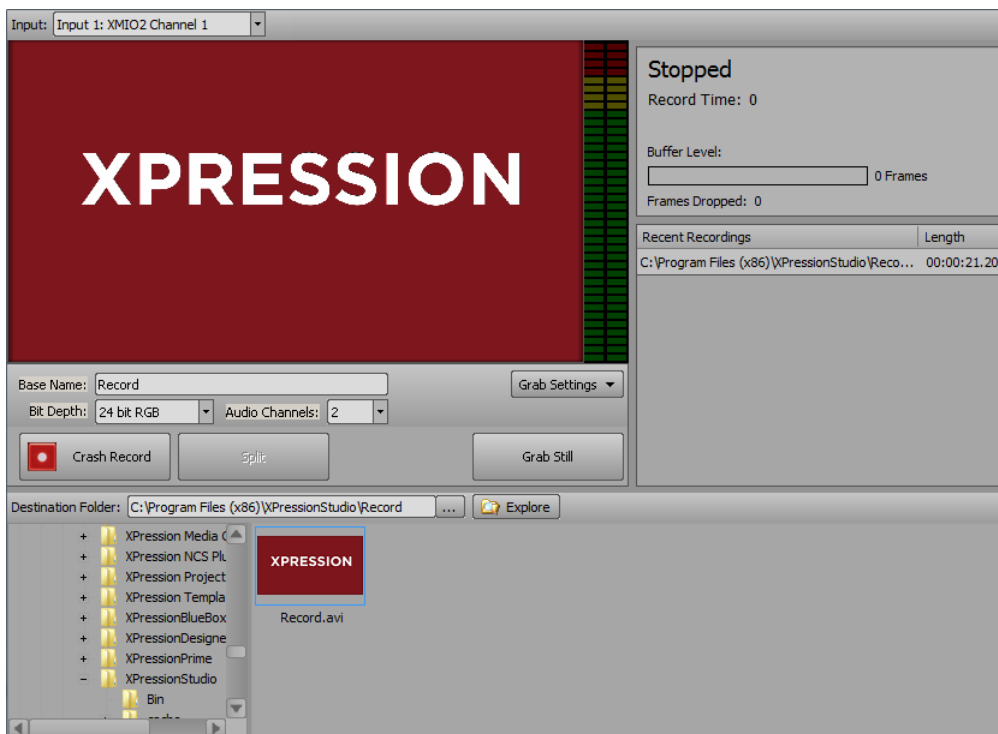 Input: Input 1: XMIO2 Channel 1
XPRESSION
Stopped
Record Time: 0
Buffer Level:
0 Frames
Frames Dropped: 0
Recent Recordings Length
C:\Program Files (x86)\XPressionStudio\Reco... 00:00:21.20
Base Name: Record
Grab Settings
Bit Depth: 24 bit RGB Audio Channels: 2
Crash Record Split Grab Still
Destination Folder: C:\Program Files (x86)\XPressionStudio\Record ... Explore
+ XPression Media
+ XPression NCS Plu
+ XPression Project
+ XPression Templa
+ XPressionBlueBox
+ XPressionDesigne
+ XPressionPrime
- XPressionStudio
Bin
XPRESSION
Record.avi